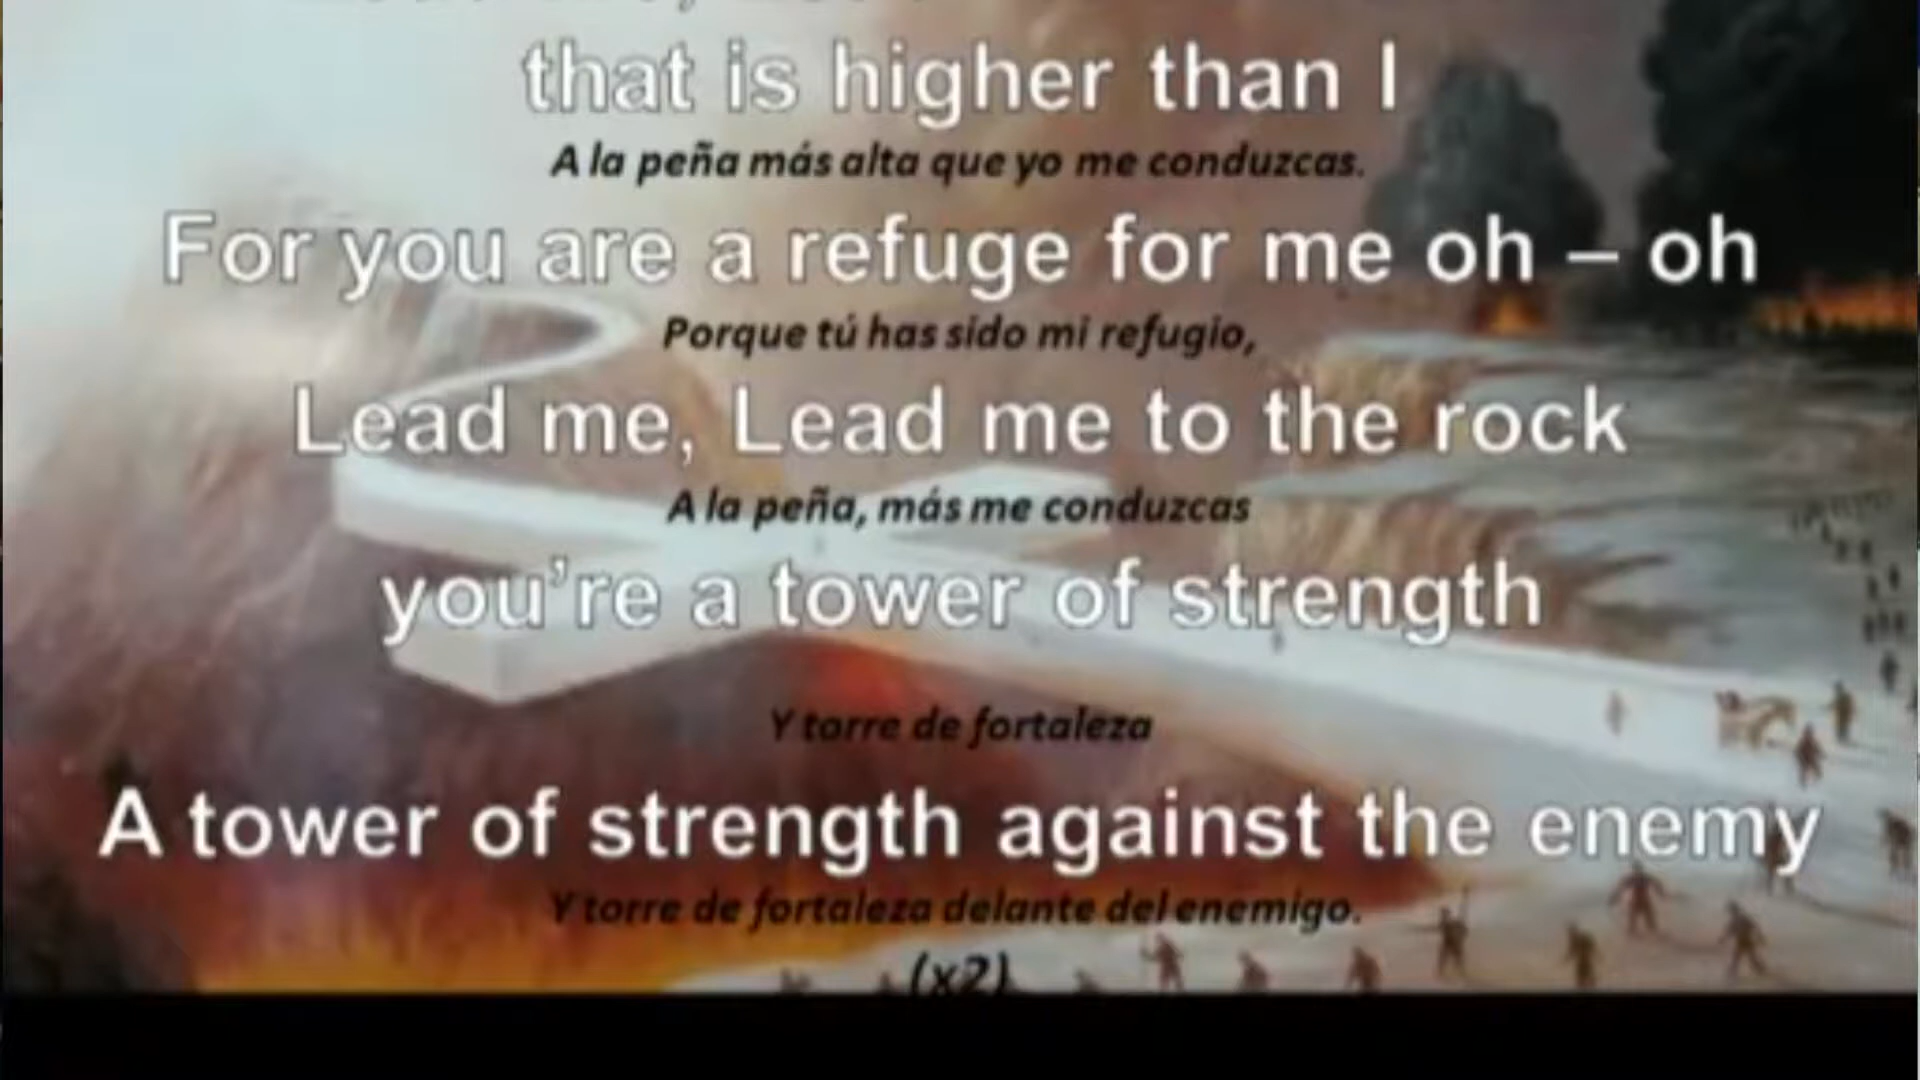 that is higher than I
A la peña más alta que yo me conduzcas.
For you are a refuge for me oh – oh
Porque tú has sido mi refugio,
Lead me, Lead me to the rock
A la peña, más me conduzcas
you're a tower of strength
Y torre de fortaleza
A tower of strength against the enemy
Y torre de fortaleza delante del enemigo.
(x2)